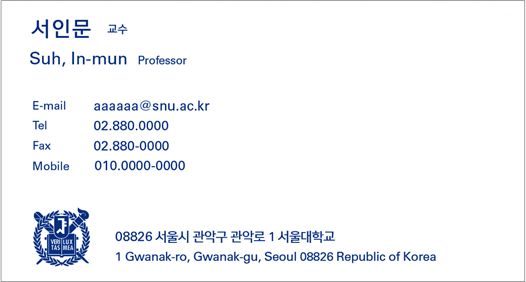 서인문 교수
Suh, In-mun Professor
E-mail aaaaaa@snu.ac.kr
Tel 02.880.0000
Fax 02.880-0000
Mobile 010.0000-0000
VERI LUX
TAS MEA
08826 서울시 관악구 관악로 1 서울대학교
1 Gwanak-ro, Gwanak-gu, Seoul 08826 Republic of Korea